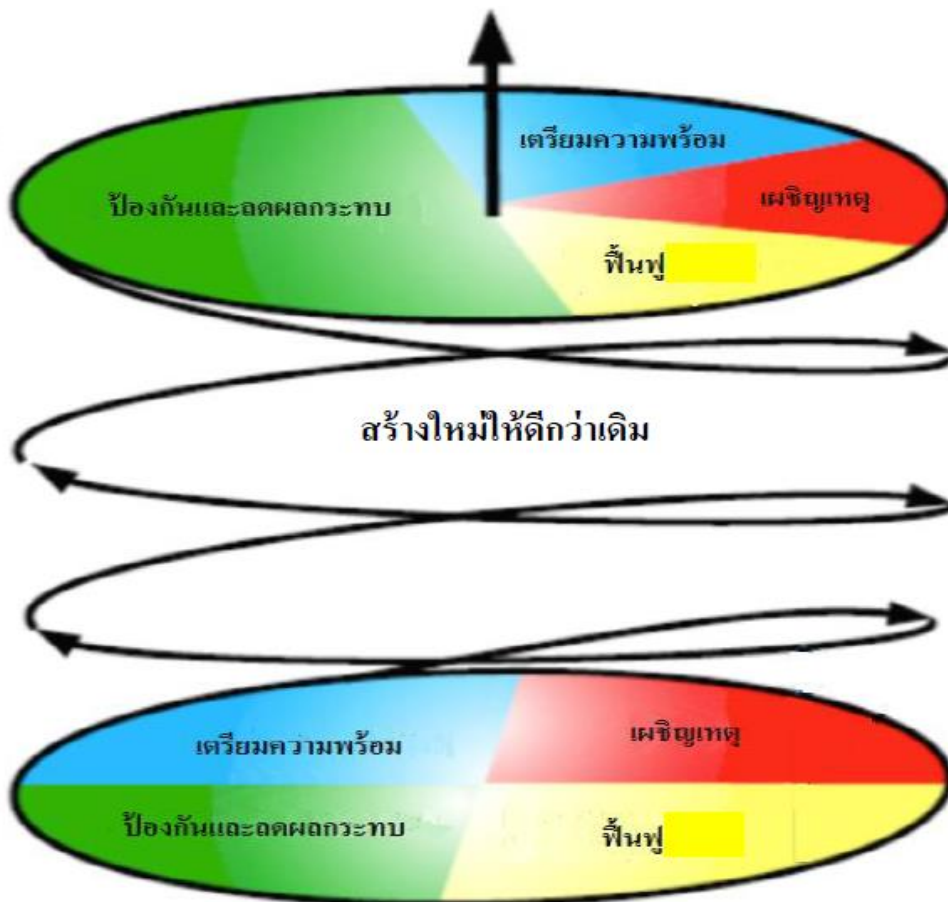 เตรียมความพร้อม
ป้องกันและลดผลกระทบ
เผชิญเหตุ
ฟื้นฟู
สร้างใหม่ให้ดีกว่าเดิม
เตรียมความพร้อม
เผชิญเหตุ
ป้องกันและลดผลกระทบ
ฟื้นฟู